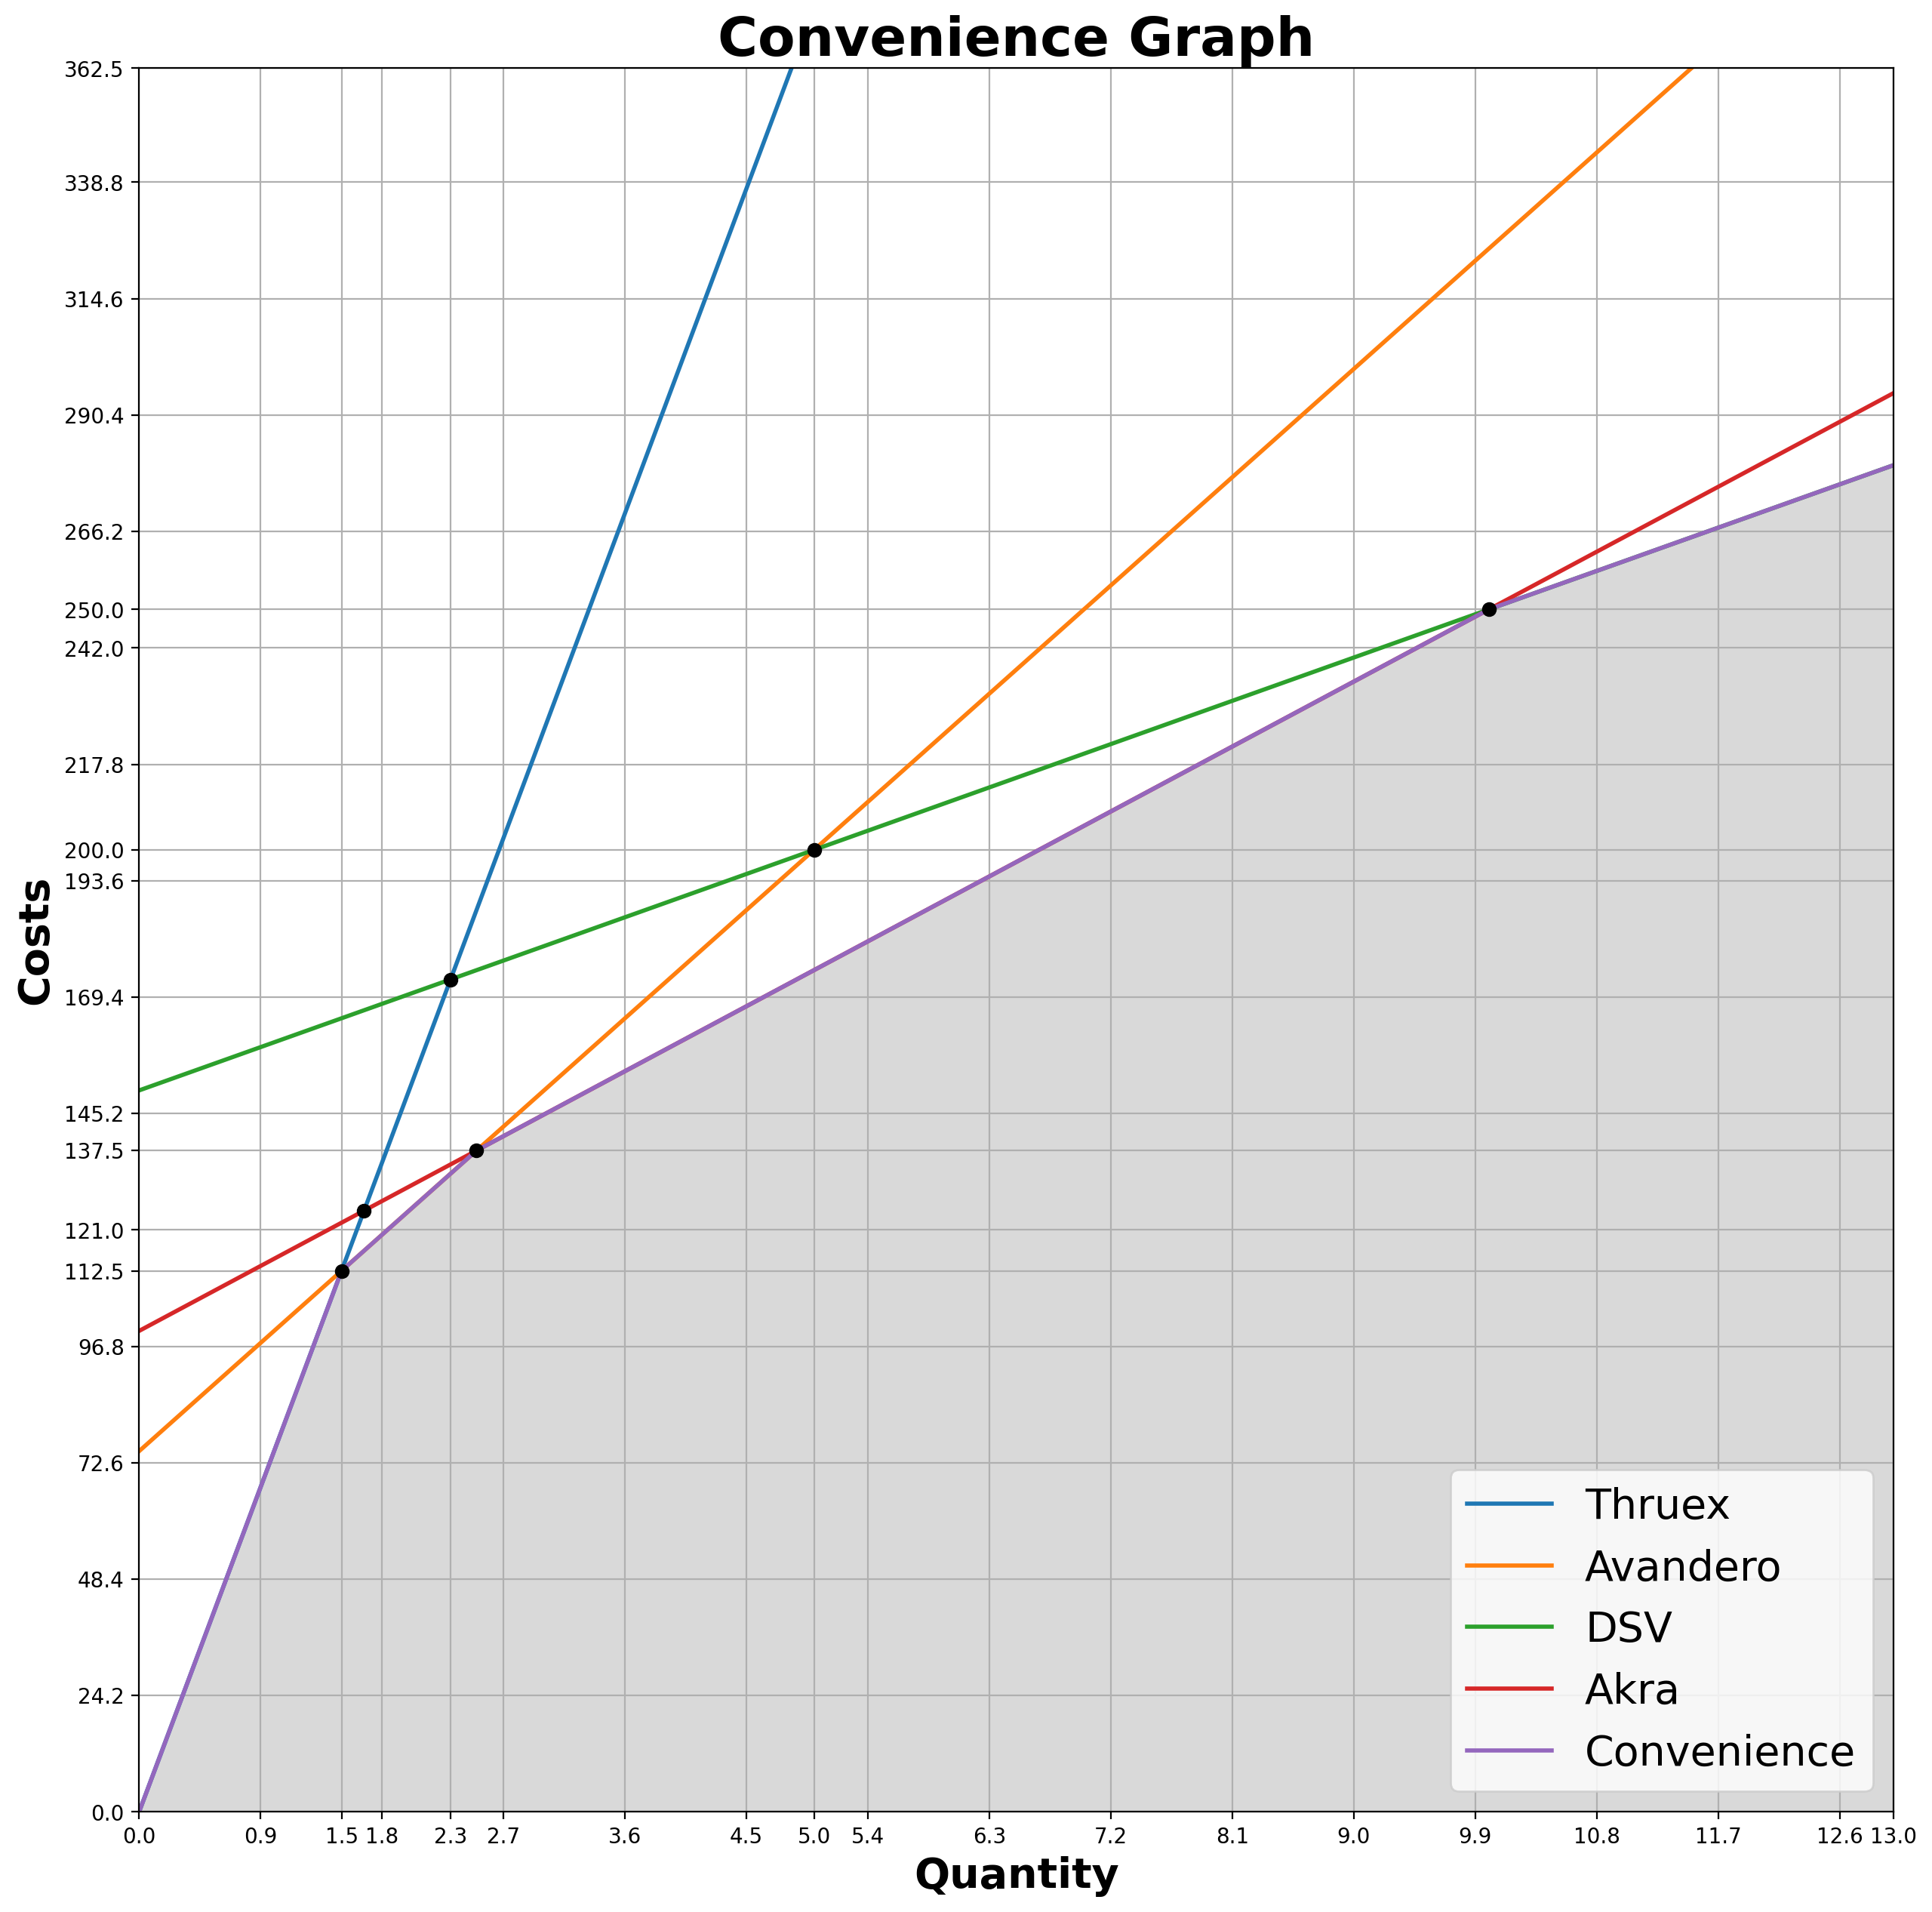 Convenience Graph
362.5
338.8
314.6
290.4
266.2
250.0
242.0
217.8
200.0
193.6
169.4
145.2
137.5
121.0
112.5
96.8
72.6
48.4
24.2
0.0
Costs
Thruex
Avandero
DSV
Akra
Convenience
0.0 0.9 1.5 1.8 2.3 2.7 3.6 4.5 5.0 5.4 6.3 7.2 8.1 9.0 9.9 10.8 11.7 12.6 13.0
Quantity